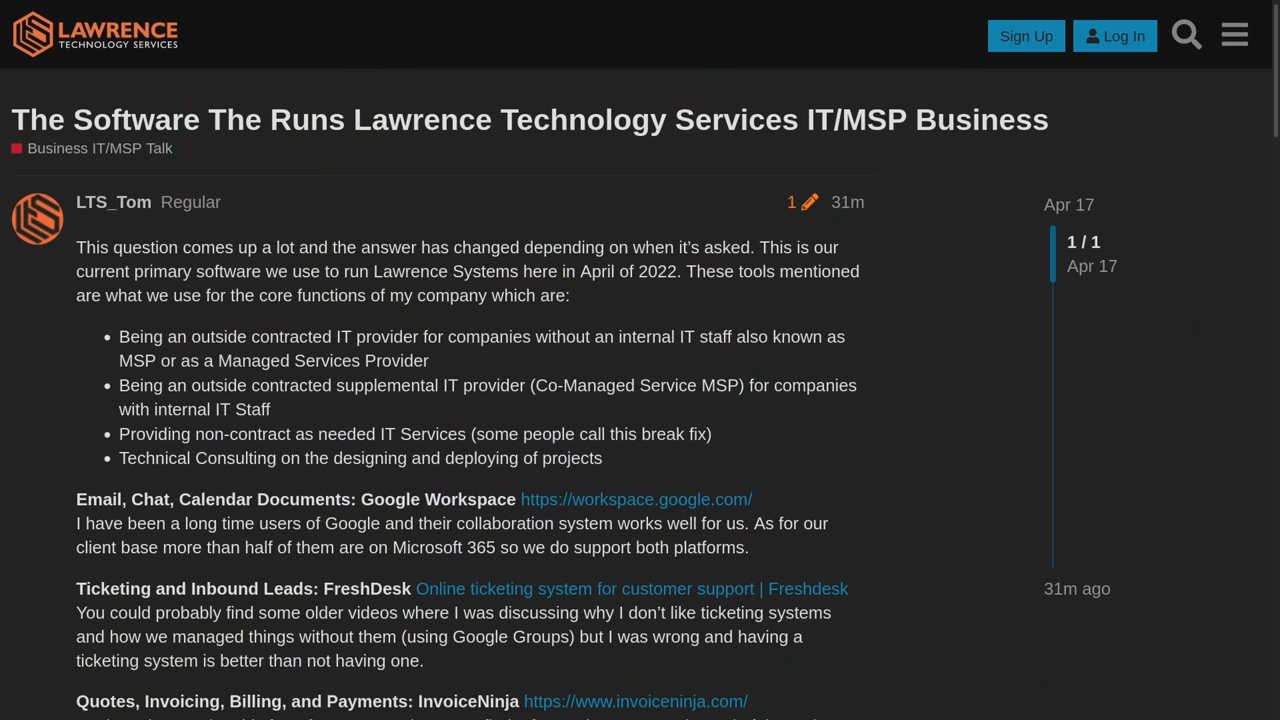 LAWRENCE
TECHNOLOGY SERVICES
Sign Up
Log In
The Software The Runs Lawrence Technology Services IT/MSP Business
Business IT/MSP Talk
LTS_Tom Regular
1
31m
This question comes up a lot and the answer has changed depending on when it’s asked. This is our
current primary software we use to run Lawrence Systems here in April of 2022. These tools mentioned
are what we use for the core functions of my company which are:
• Being an outside contracted IT provider for companies without an internal IT staff also known as
MSP or as a Managed Services Provider
• Being an outside contracted supplemental IT provider (Co-Managed Service MSP) for companies
with internal IT Staff
• Providing non-contract as needed IT Services (some people call this break fix)
• Technical Consulting on the designing and deploying of projects
Email, Chat, Calendar Documents: Google Workspace https://workspace.google.com/
I have been a long time users of Google and their collaboration system works well for us. As for our
client base more than half of them are on Microsoft 365 so we do support both platforms.
Ticketing and Inbound Leads: FreshDesk Online ticketing system for customer support | Freshdesk
You could probably find some older videos where I was discussing why I don’t like ticketing systems
and how we managed things without them (using Google Groups) but I was wrong and having a
ticketing system is better than not having one.
Quotes, Invoicing, Billing, and Payments: InvoiceNinja https://www.invoiceninja.com/
Apr 17
1 / 1
Apr 17
31m ago